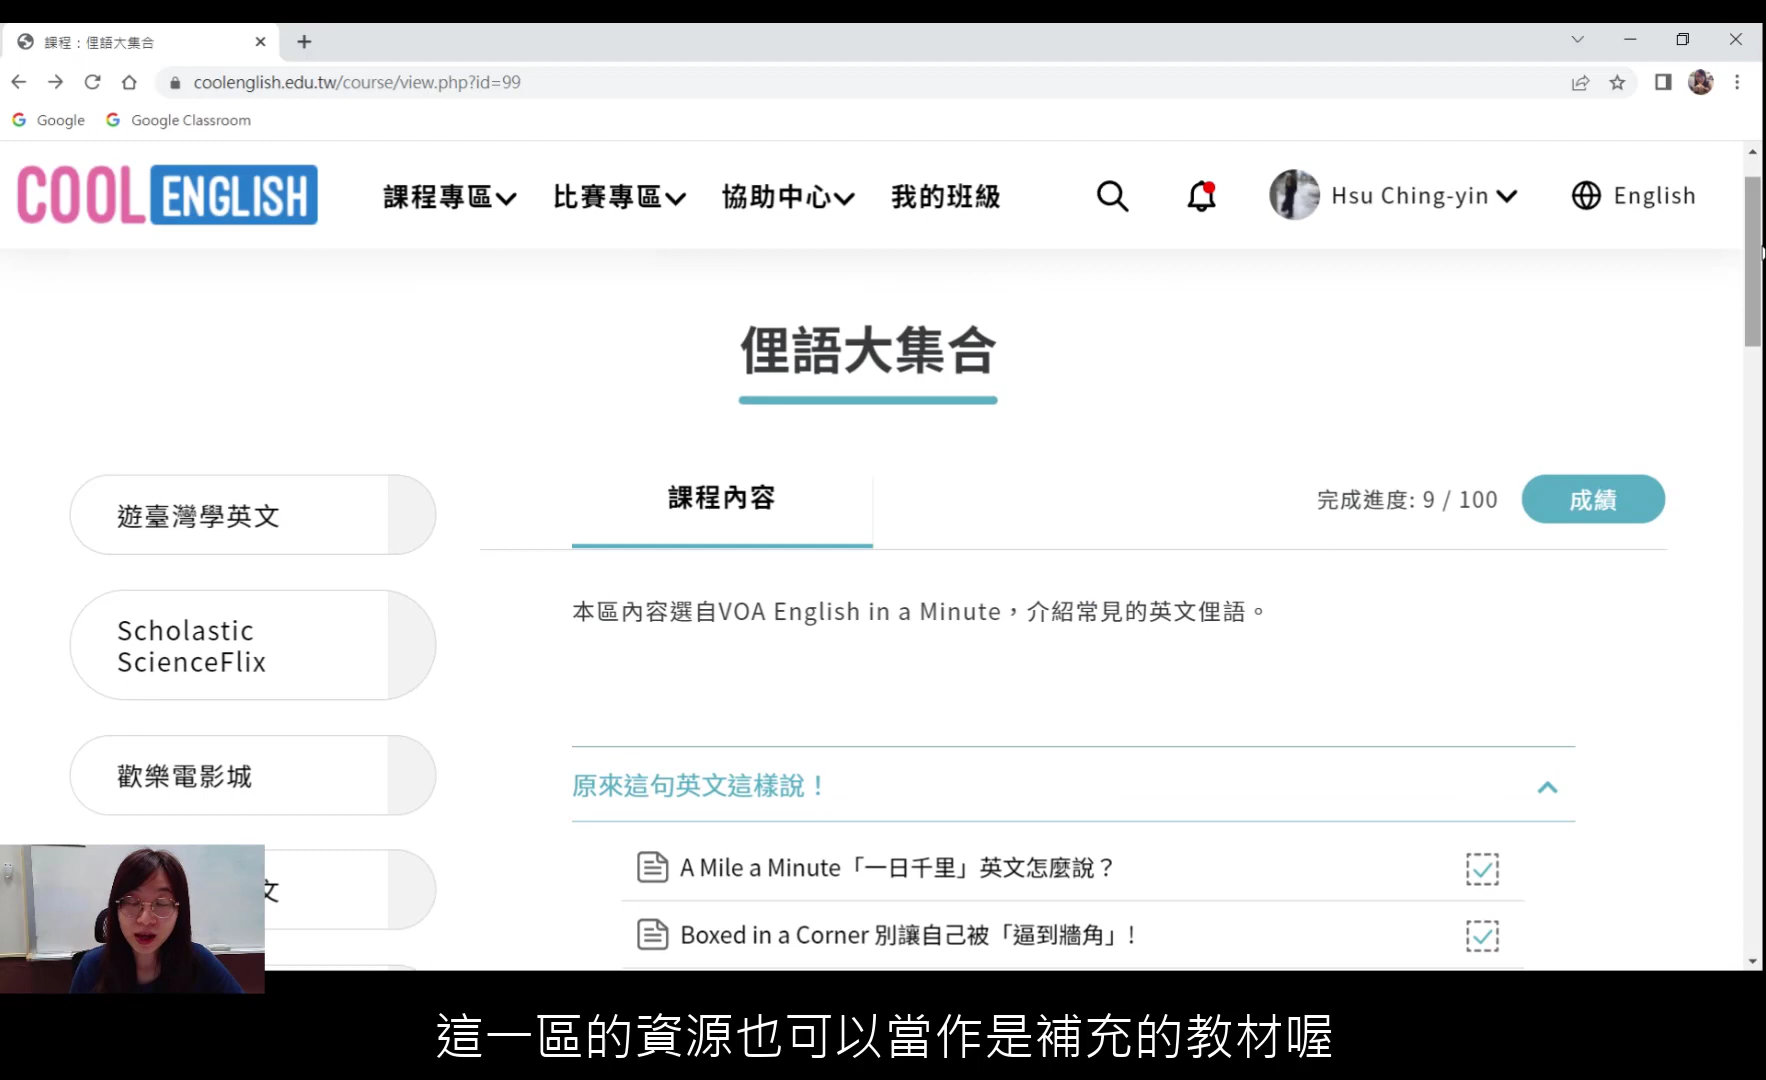 課程：俚語大集合
coolenglish.edu.tw/course/view.php?id=99
Google
Google Classroom
COOL ENGLISH
課程專區
比賽專區
協助中心
我的班級
Hsu Ching-yin
English
俚語大集合
遊臺灣學英文
Scholastic
ScienceFlix
歡樂電影城
文
課程內容
完成進度: 9 / 100
成績
本區內容選自VOA English in a Minute，介紹常見的英文俚語。
原來這句英文這樣說！
A Mile a Minute「一日千里」英文怎麼說？
Boxed in a Corner 別讓自己被「逼到牆角」!
這一區的資源也可以當作是補充的教材喔